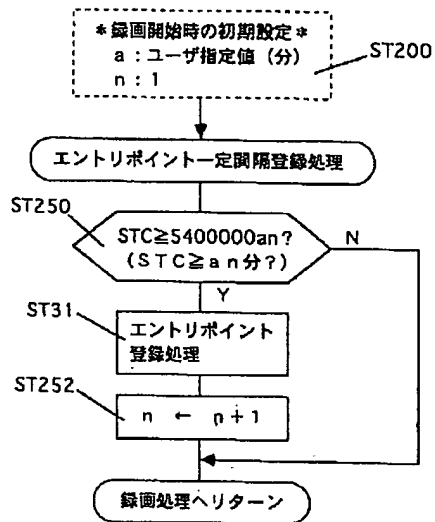 ＊録画開始時の初期設定＊
a：ユーザ指定値（分）
n：1
ST200
エントリポイント一定間隔登録処理
ST250
STC≧5400000an？
（STC≧an分？）
N
Y
ST31
エントリポイント
登録処理
ST252
n ← n+1
録画処理へリターン